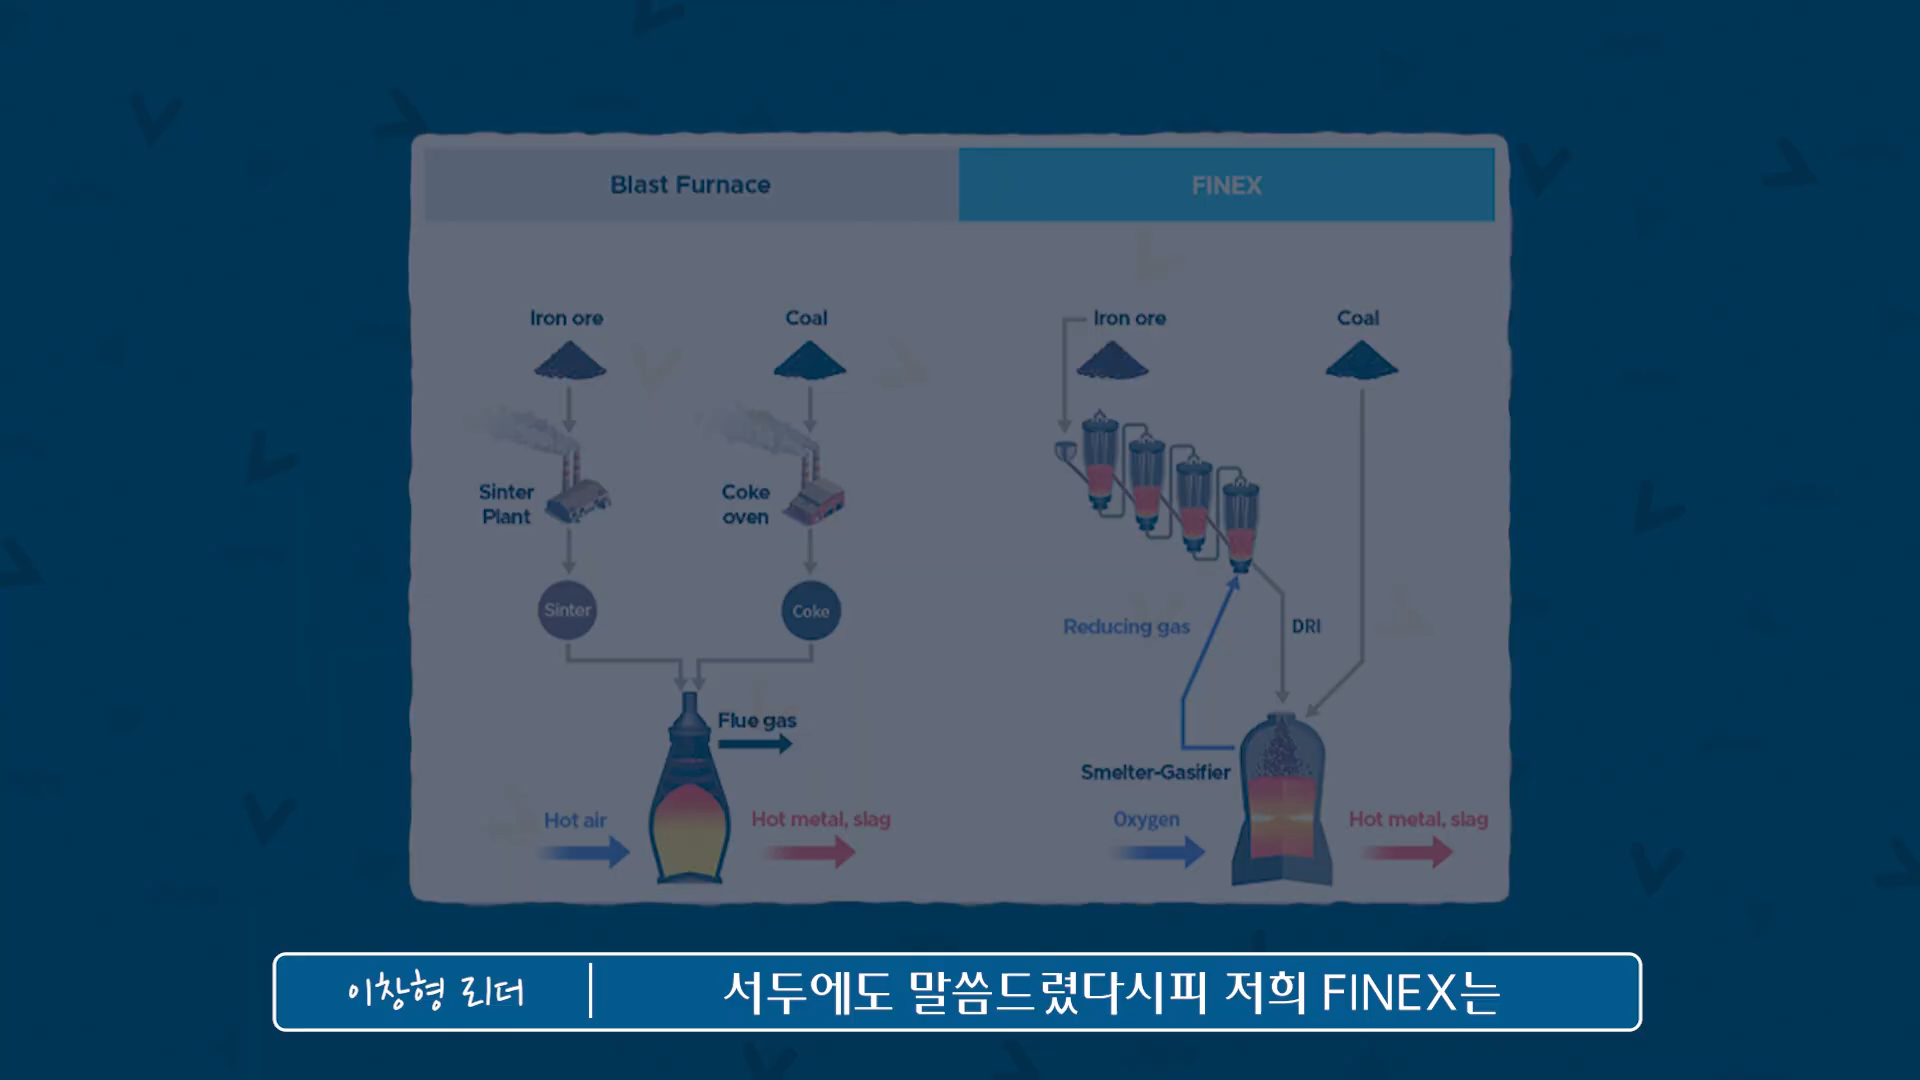 Blast Furnace
FINEX
Iron ore
Coal
Sinter
Plant
Coke
oven
Sinter
Coke
Flue gas
Hot air
Hot metal, slag
Iron ore
Coal
Reducing gas
DRI
Smelter-Gasifier
Oxygen
Hot metal, slag
이창형 리더
서두에도 말씀드렸다시피 저희 FINEX는